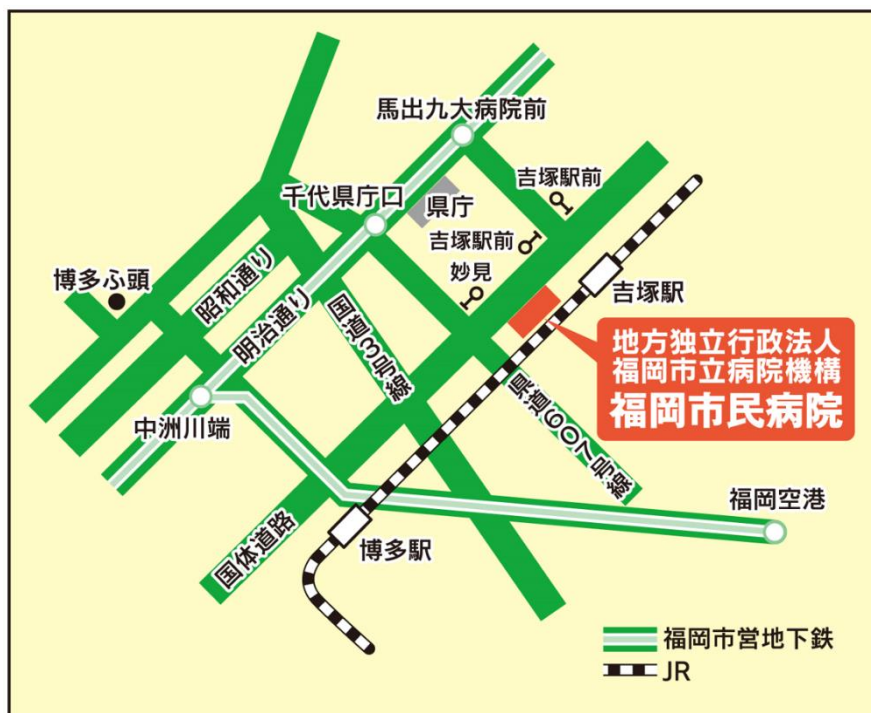 馬出九大病院前
千代県庁口
県庁
吉塚駅前
吉塚駅前
妙見
吉塚駅
博多ふ頭
昭和通り
明治通り
国道3号線
地方独立行政法人
福岡市立病院機構
福岡市民病院
中洲川端
県道607号線
福岡空港
国体道路
博多駅
福岡市営地下鉄
JR